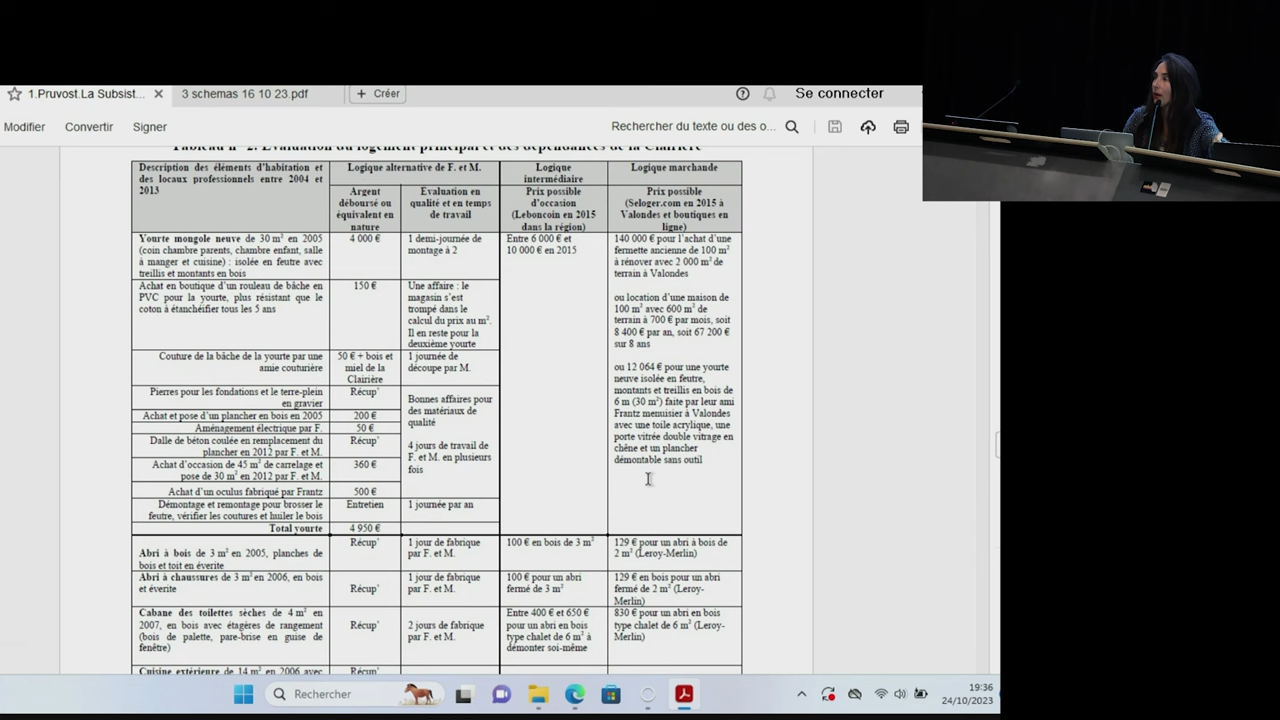 1.Pruvost.La Subsist...
3 schemas 16 10 23.pdf
Créer
Se connecter
Modifier
Convertir
Signer
Rechercher du texte ou des o...
Tableau n° 2. Evaluation du logement principal et des dépendances de la Clairière
Description des éléments d'habitation et
des locaux professionnels entre 2004 et
2013
Logique alternative de F. et M.
Argent
déboursé ou
équivalent en
nature
Evaluation en
qualité et en temps
de travail
Logique
intermédiaire
Prix possible
d'occasion
(Leboncoin en 2015
dans la région)
Logique marchande
Prix possible
(Seloger.com en 2015 à
Valondes et boutiques en
ligne)
Yourte mongole neuve de 30 m² en 2005
(coin chambre parents, chambre enfant, salle
à manger et cuisine) : isolée en feutre avec
treillis et montants en bois
4 000 €
1 demi-journée de
montage à 2
Entre 6 000 € et
10 000 € en 2015
140 000 € pour l'achat d'une
fermette ancienne de 100 m²
à rénover avec 2 000 m² de
terrain à Valondes
ou location d'une maison de
100 m² avec 600 m² de
terrain à 700 € par mois, soit
8 400 € par an, soit 67 200 €
sur 8 ans
ou 12 064 € pour une yourte
neuve isolée en feutre,
montants et treillis en bois de
6 m (30 m²) faite par leur ami
Frantz menuisier à Valondes
avec une toile acrylique, une
porte vitrée double vitrage en
chêne et un plancher
démontable sans outil
Achat en boutique d'un rouleau de bâche en
PVC pour la yourte, plus résistant que le
coton à étanchéifier tous les 5 ans
150 €
Une affaire : le
magasin s'est
trompé dans le
calcul du prix au m².
Il en reste pour la
deuxième yourte
Couture de la bâche de la yourte par une
amie couturière
50 € + bois et
miel de la
Clairière
1 journée de
découpe par M.
Pierres pour les fondations et le terre-plein
en gravier
Récup'
Bonnes affaires pour
des matériaux de
qualité
4 jours de travail de
F. et M. en plusieurs
fois
Achat et pose d'un plancher en bois en 2005
200 €
Aménagement électrique par F.
50 €
Dalle de béton coulée en remplacement du
plancher en 2012 par F. et M.
Récup'
Achat d'occasion de 45 m² de carrelage et
pose de 30 m² en 2012 par F. et M.
360 €
Achat d'un oculus fabriqué par Frantz
500 €
Démontage et remontage pour brosser le
feutre, vérifier les coutures et huiler le bois
Entretien
1 journée par an
Total yourte
4 950 €
Abri à bois de 3 m² en 2005, planches de
bois et toit en éverite
Récup'
1 jour de fabrique
par F. et M.
100 € en bois de 3 m²
129 € pour un abri à bois de
2 m² (Leroy-Merlin)
Abri à chaussures de 3 m² en 2006, en bois
et éverite
Récup'
1 jour de fabrique
par F. et M.
100 € pour un abri
fermé de 3 m²
129 € en bois pour un abri
fermé de 2 m² (Leroy-
Merlin)
Cabane des toilettes sèches de 4 m² en
2007, en bois avec étagères de rangement
(bois de palette, pare-brise en guise de
fenêtre)
Récup'
2 jours de fabrique
par F. et M.
Entre 400 € et 650 €
pour un abri en bois
type chalet de 6 m² à
démonter soi-même
830 € pour un abri en bois
type chalet de 6 m² (Leroy-
Merlin)
Cuisine extérieure de 14 m² en 2006 avec
Récup'
Rechercher
19:36
24/10/2023